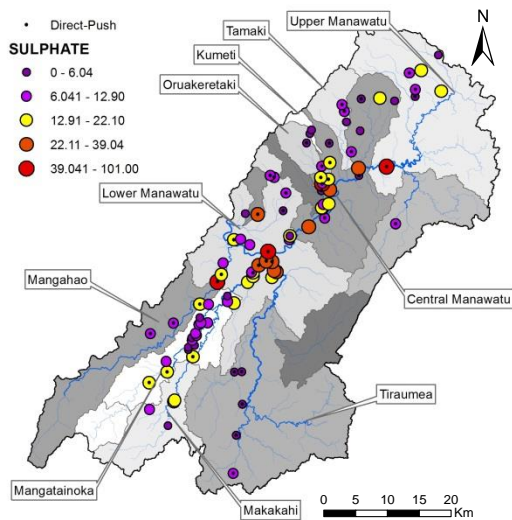 Direct-Push
SULPHATE
0 - 6.04
6.041 - 12.90
12.91 - 22.10
22.11 - 39.04
39.041 - 101.00
Upper Manawatu
Tamaki
Kumeti
Oruakeretaki
N
Lower Manawatu
Mangahao
Central Manawatu
Tiraumea
Mangatainoka
Makakahi
0 5 10 15 20
Km